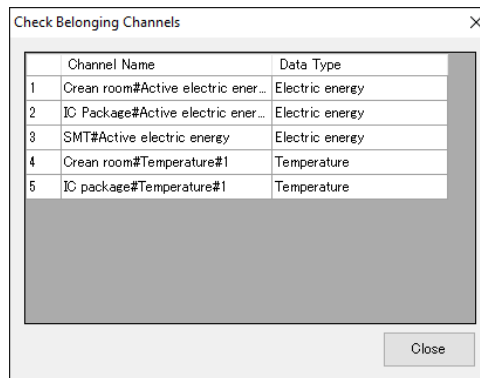 Check Belonging Channels
Channel Name Data Type
1 Crean room#Active electric ener... Electric energy
2 IC Package#Active electric ener... Electric energy
3 SMT#Active electric energy Electric energy
4 Crean room#Temperature#1 Temperature
5 IC package#Temperature#1 Temperature
Close